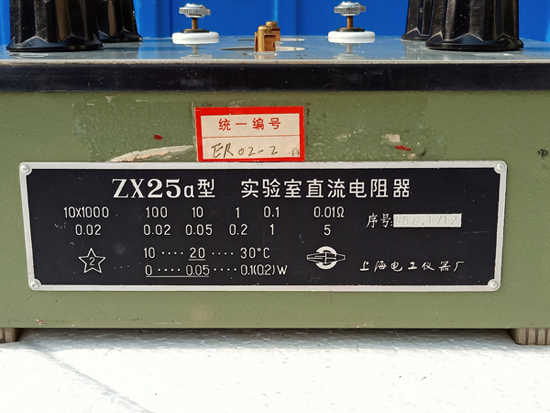 统一编号
ER02-2
ZX25a型 实验室直流电阻器
10X1000 100 10 1 0.1 0.01Ω
0.02 0.02 0.05 0.2 1 5
序号:
2
10 ···· 20 ···· 30°C
0 ···· 0.05 ···· 0.1(0.2)W
上海电工仪器厂